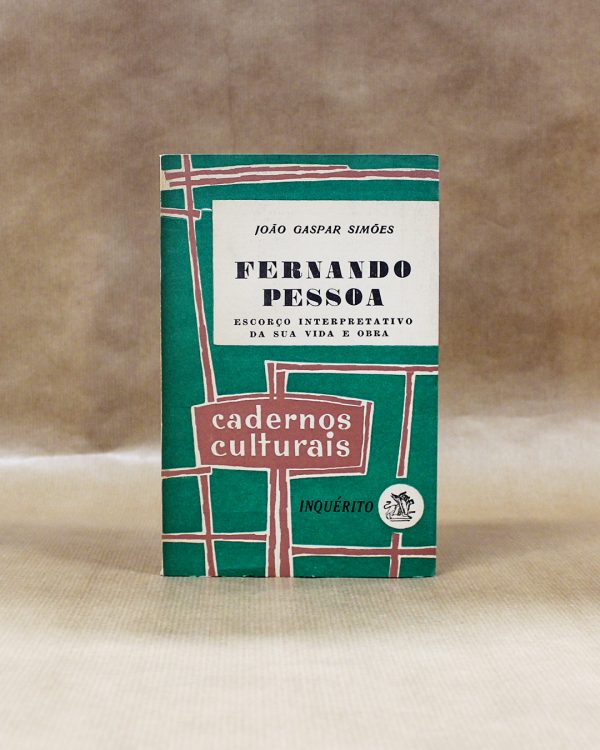 JOÃO GASPAR SIMÕES
FERNANDO
PESSOA
ESCORÇO INTERPRETATIVO
DA SUA VIDA E OBRA
cadernos
culturais
INQUÉRITO